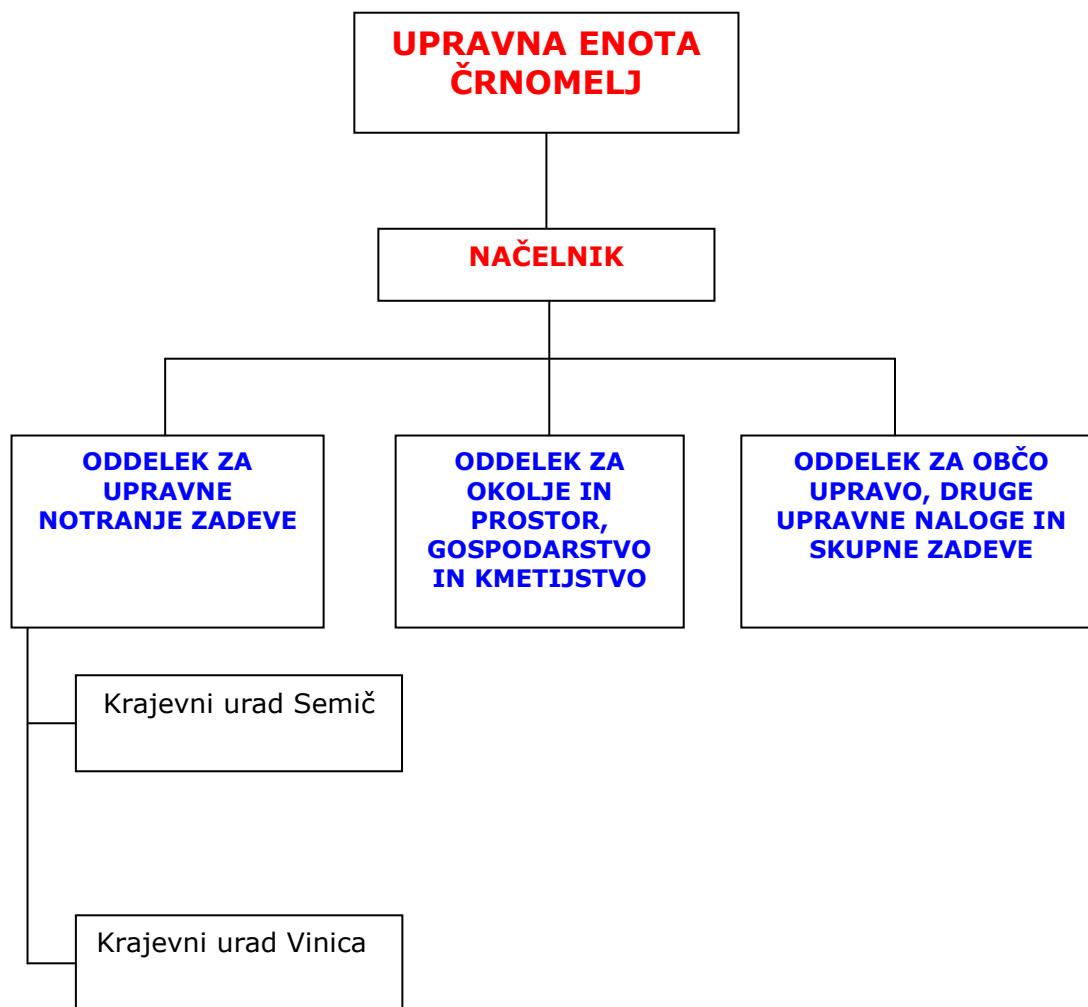 UPRAVNA ENOTA
ČRNOMELJ
NAČELNIK
ODDELEK ZA
UPRAVNE
NOTRANJE ZADEVE
ODDELEK ZA
OKOLJE IN
PROSTOR,
GOSPODARSTVO
IN KMETIJSTVO
ODDELEK ZA OBČO
UPRAVO, DRUGE
UPRAVNE NALOGE IN
SKUPNE ZADEVE
Krajevni urad Semič
Krajevni urad Vinica